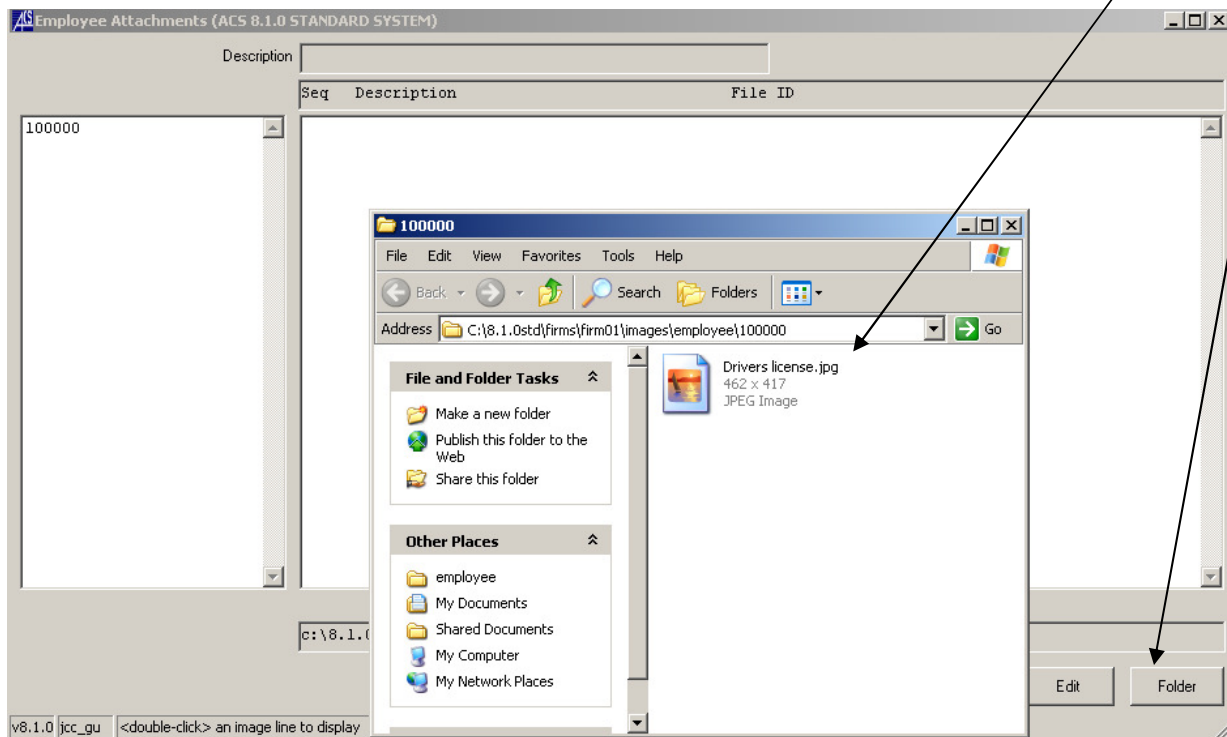 ACS Employee Attachments (ACS 8.1.0 STANDARD SYSTEM)
Description
Seq Description File ID
100000
100000
File Edit View Favorites Tools Help
Back Search Folders
Address C:\8.1.0std\firms\firm01\images\employee\100000 Go
File and Folder Tasks
Make a new folder
Publish this folder to the
Web
Share this folder
Other Places
employee
My Documents
Shared Documents
My Computer
My Network Places
Drivers license.jpg
462 x 417
JPEG Image
c:\8.1.0
Edit Folder
v8.1.0 jcc_gu <double-click> an image line to display